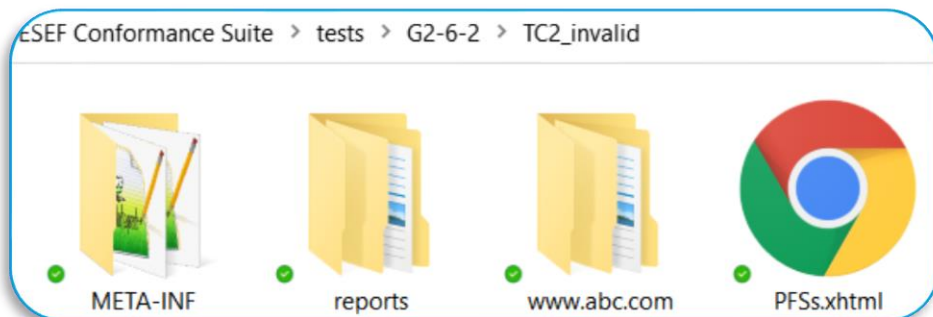 ESEF Conformance Suite > tests > G2-6-2 > TC2_invalid
META-INF
reports
www.abc.com
PFSs.xhtml